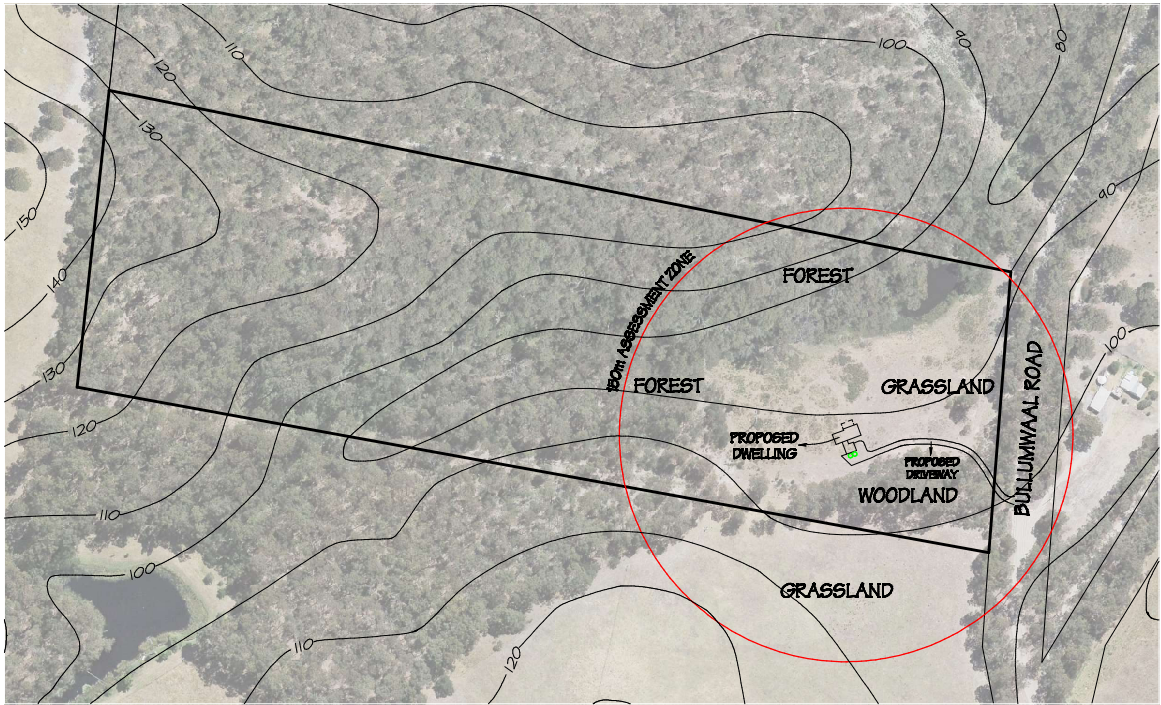 110
120
130
150
140
130
120
110
100
110
120
100
90
80
90
100
150m ASSESSMENT ZONE
FOREST
FOREST
GRASSLAND
BULLUMWAAL ROAD
PROPOSED
DWELLING
PROPOSED
DRIVEWAY
WOODLAND
GRASSLAND